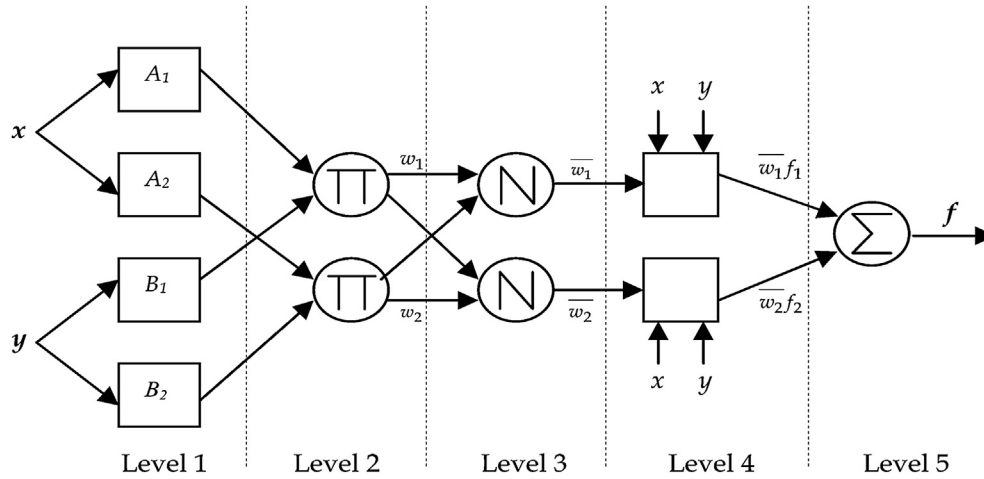 x
y
A₁
A₂
B₁
B₂
Π
Π
w₁
w₂
N
N
w̅₁
w̅₂
x y
x y
w̅₁f₁
w̅₂f₂
Σ
f
Level 1 Level 2 Level 3 Level 4 Level 5